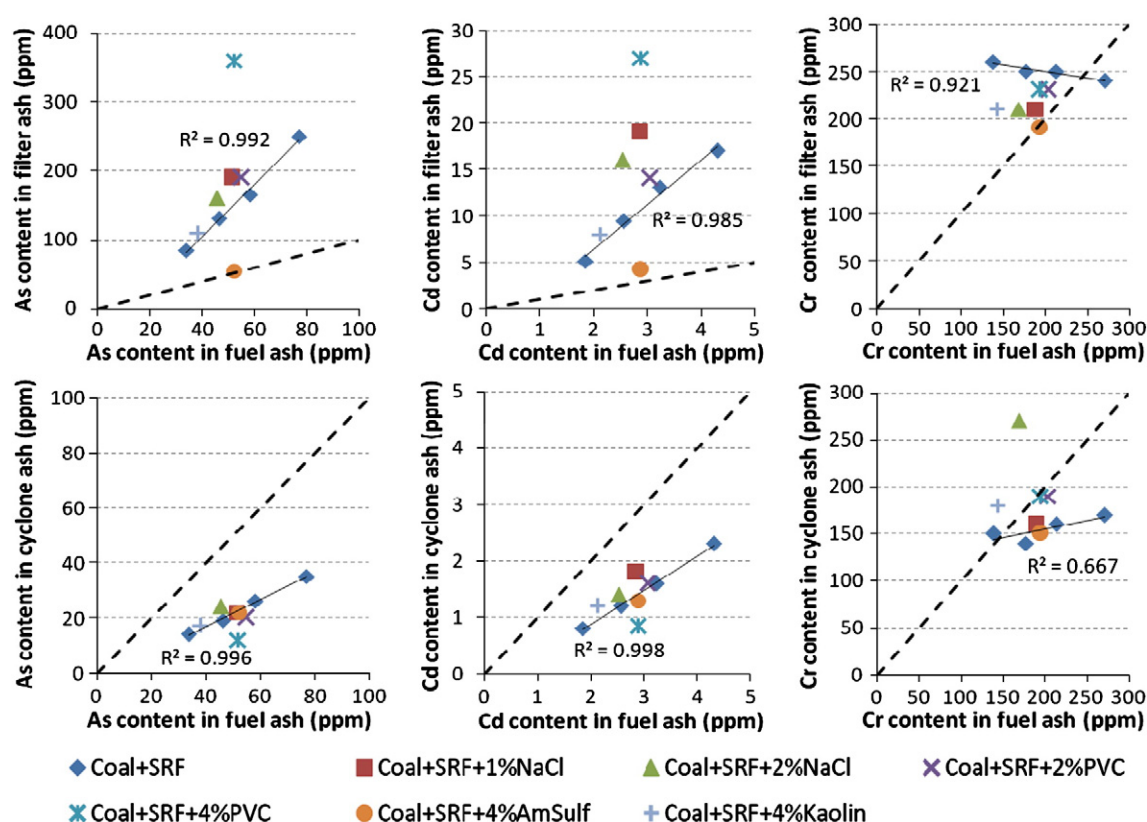 As content in filter ash (ppm)
400
300
200
100
0
R² = 0.992
0 20 40 60 80 100
As content in fuel ash (ppm)
Cd content in filter ash (ppm)
30
25
20
15
10
5
0
R² = 0.985
0 1 2 3 4 5
Cd content in fuel ash (ppm)
Cr content in filter ash (ppm)
300
250
200
150
100
50
0
R² = 0.921
0 50 100 150 200 250 300
Cr content in fuel ash (ppm)
As content in cyclone ash (ppm)
100
80
60
40
20
0
R² = 0.996
0 20 40 60 80 100
As content in fuel ash (ppm)
Cd content in cyclone ash (ppm)
5
4
3
2
1
0
R² = 0.998
0 1 2 3 4 5
Cd content in fuel ash (ppm)
Cr content in cyclone ash (ppm)
300
250
200
150
100
50
0
R² = 0.667
0 50 100 150 200 250 300
Cr content in fuel ash (ppm)
Coal+SRF
Coal+SRF+1%NaCl
Coal+SRF+2%NaCl
Coal+SRF+2%PVC
Coal+SRF+4%PVC
Coal+SRF+4%AmSulf
Coal+SRF+4%Kaolin